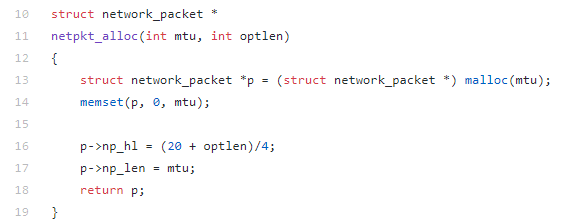 10 struct network_packet *
11 netpkt_alloc(int mtu, int optlen)
12 {
13     struct network_packet *p = (struct network_packet *) malloc(mtu);
14     memset(p, 0, mtu);
15
16     p->np_hl = (20 + optlen)/4;
17     p->np_len = mtu;
18     return p;
19 }